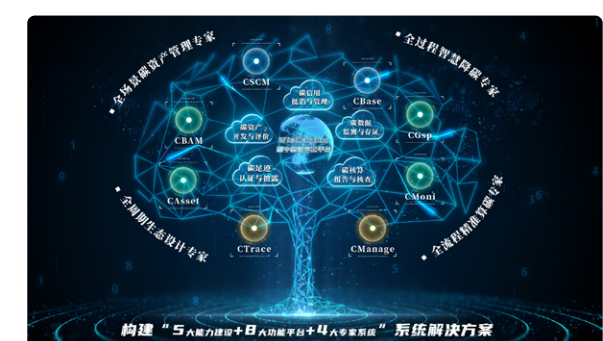 全场景碳资产管理专家
全过程智慧降碳专家
CSCM
碳信用
抵消与管理
CBase
碳资产
开发与评价
碳数据
监测与存证
CBAM
CGsp
碳足迹
认证与披露
碳核算
报告与核查
CAsset
CMoni
CTrace
CManage
全周期生态设计专家
全流程精准算碳专家
构建“5大能力建设+8大功能平台+4大专家系统”系统解决方案